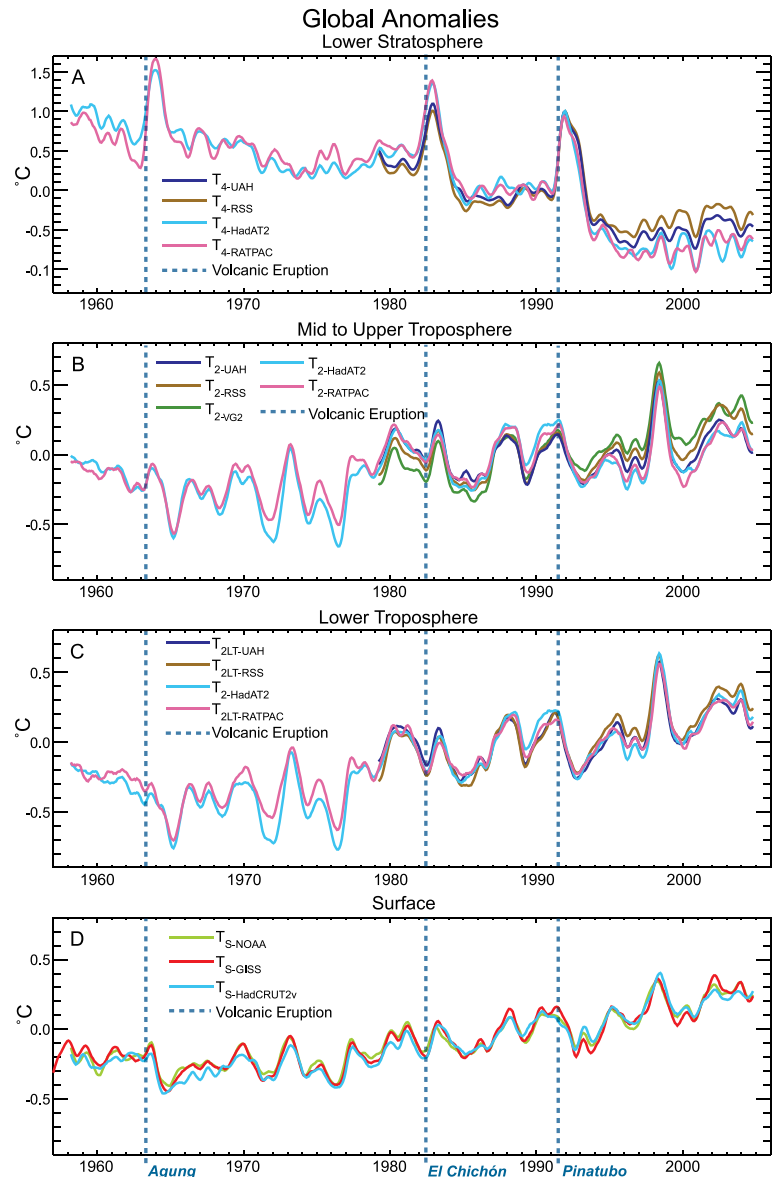 Global Anomalies
Lower Stratosphere
A
1.5
1.0
0.5
0.0
-0.5
-0.1
°C
T4-UAH
T4-RSS
T4-HadAT2
T4-RATPAC
Volcanic Eruption
1960 1970 1980 1990 2000
Mid to Upper Troposphere
B
0.5
0.0
-0.5
°C
T2-UAH T2-HadAT2
T2-RSS T2-RATPAC
T2-VG2 Volcanic Eruption
1960 1970 1980 1990 2000
Lower Troposphere
C
0.5
0.0
-0.5
°C
T2LT-UAH
T2LT-RSS
T2-HadAT2
T2LT-RATPAC
Volcanic Eruption
1960 1970 1980 1990 2000
Surface
D
0.5
0.0
-0.5
°C
TS-NOAA
TS-GISS
TS-HadCRUT2v
Volcanic Eruption
1960 1970 1980 1990 2000
Agung El Chichón Pinatubo